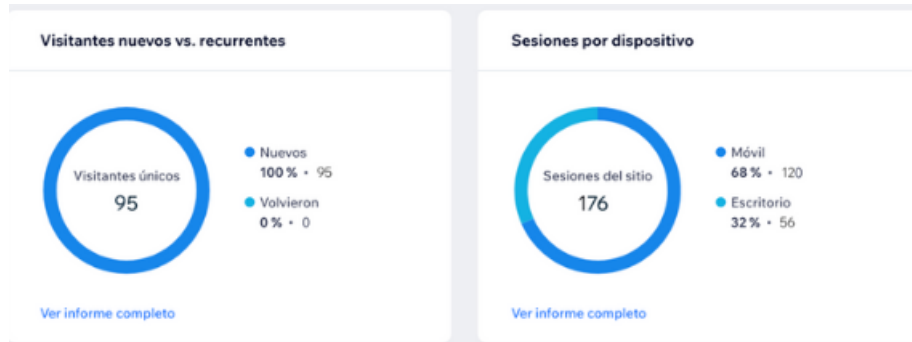 Visitantes nuevos vs. recurrentes
Visitantes únicos
95
Nuevos
100 % • 95
Volvieron
0 % • 0
Ver informe completo
Sesiones por dispositivo
Sesiones del sitio
176
Móvil
68 % • 120
Escritorio
32 % • 56
Ver informe completo